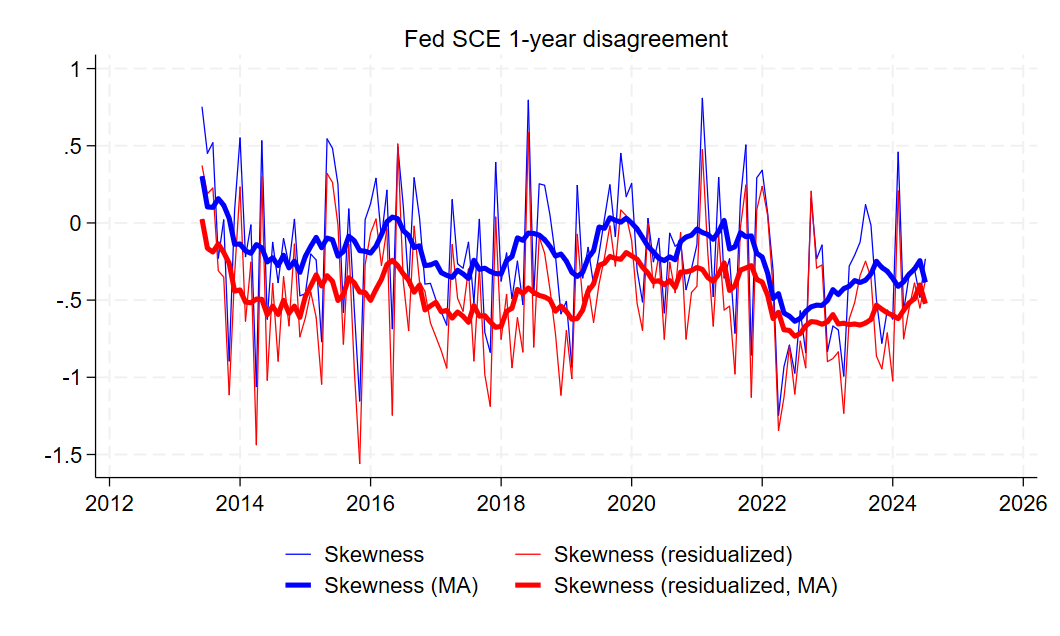 Fed SCE 1-year disagreement
1
.5
0
-.5
-1
-1.5
2012 2014 2016 2018 2020 2022 2024 2026
Skewness Skewness (residualized)
Skewness (MA) Skewness (residualized, MA)